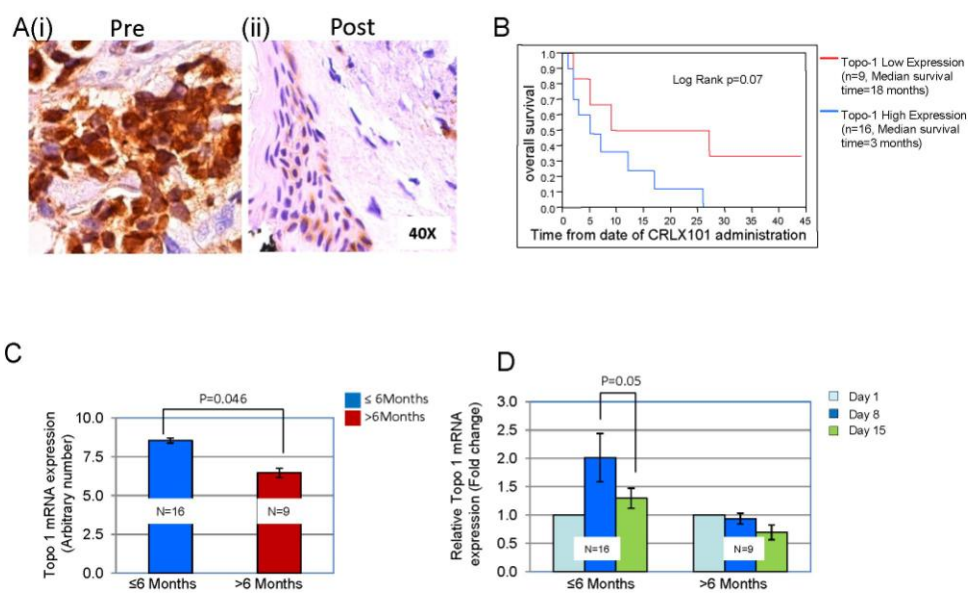 A(i) Pre (ii) Post
40X
B
Topo-1 Low Expression
(n=9, Median survival
time=18 months)
Topo-1 High Expression
(n=16, Median survival
time=3 months)
Log Rank p=0.07
overall survival
1.0
0.9
0.8
0.7
0.6
0.5
0.4
0.3
0.2
0.1
0.0
0 5 10 15 20 25 30 35 40 45
Time from date of CRLX101 administration
C
P=0.046
≤ 6Months
>6Months
Topo 1 mRNA expression
(Arbitrary number)
10.0
7.5
5.0
2.5
0.0
N=16 N=9
≤6 Months >6 Months
D
P=0.05
Day 1
Day 8
Day 15
Relative Topo 1 mRNA
expression (Fold change)
3.0
2.5
2.0
1.5
1.0
0.5
0.0
N=16 N=9
≤6 Months >6 Months